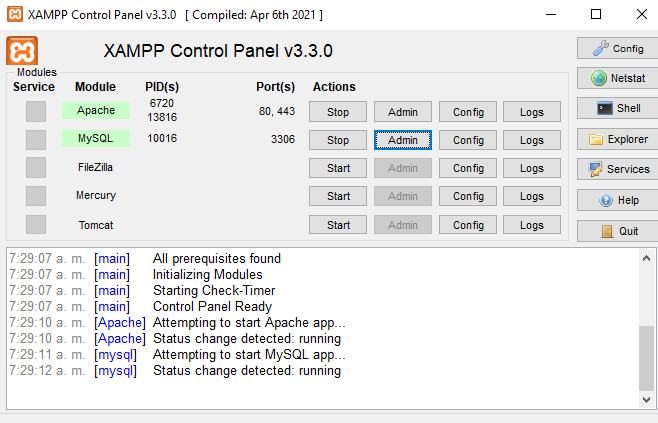 XAMPP Control Panel v3.3.0 [ Compiled: Apr 6th 2021 ]
XAMPP Control Panel v3.3.0
Config
Modules
Service Module PID(s) Port(s) Actions
Netstat
Apache 6720 13816 80, 443 Stop Admin Config Logs
Shell
MySQL 10016 3306 Stop Admin Config Logs
Explorer
FileZilla Start Admin Config Logs
Services
Mercury Start Admin Config Logs
Help
Tomcat Start Admin Config Logs
Quit
7:29:07 a. m. [main] All prerequisites found
7:29:07 a. m. [main] Initializing Modules
7:29:07 a. m. [main] Starting Check-Timer
7:29:07 a. m. [main] Control Panel Ready
7:29:10 a. m. [Apache] Attempting to start Apache app...
7:29:10 a. m. [Apache] Status change detected: running
7:29:11 a. m. [mysql] Attempting to start MySQL app...
7:29:12 a. m. [mysql] Status change detected: running